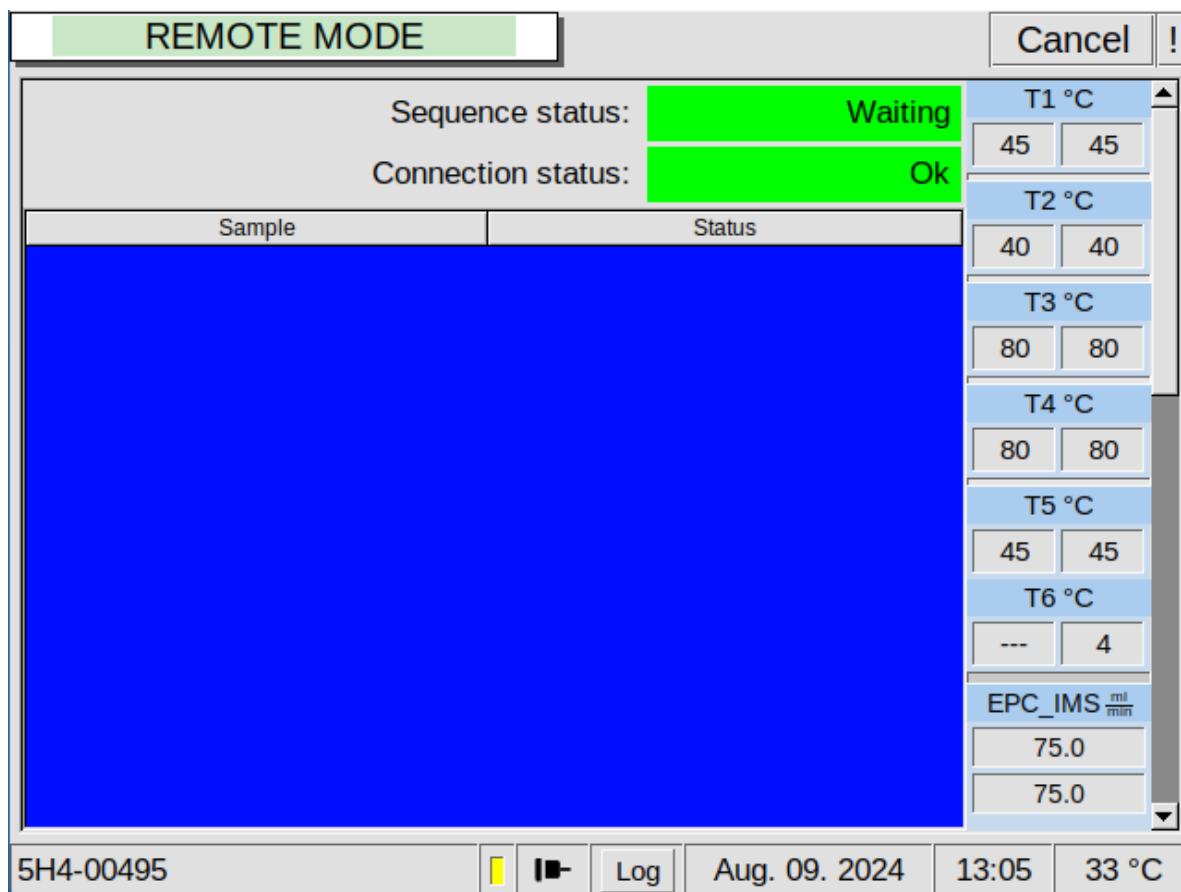 REMOTE MODE
Cancel
!
Sequence status: Waiting
Connection status: Ok
Sample Status
T1 °C
45 45
T2 °C
40 40
T3 °C
80 80
T4 °C
80 80
T5 °C
45 45
T6 °C
--- 4
EPC_IMS ml/min
75.0
75.0
5H4-00495
Log
Aug. 09. 2024
13:05
33 °C